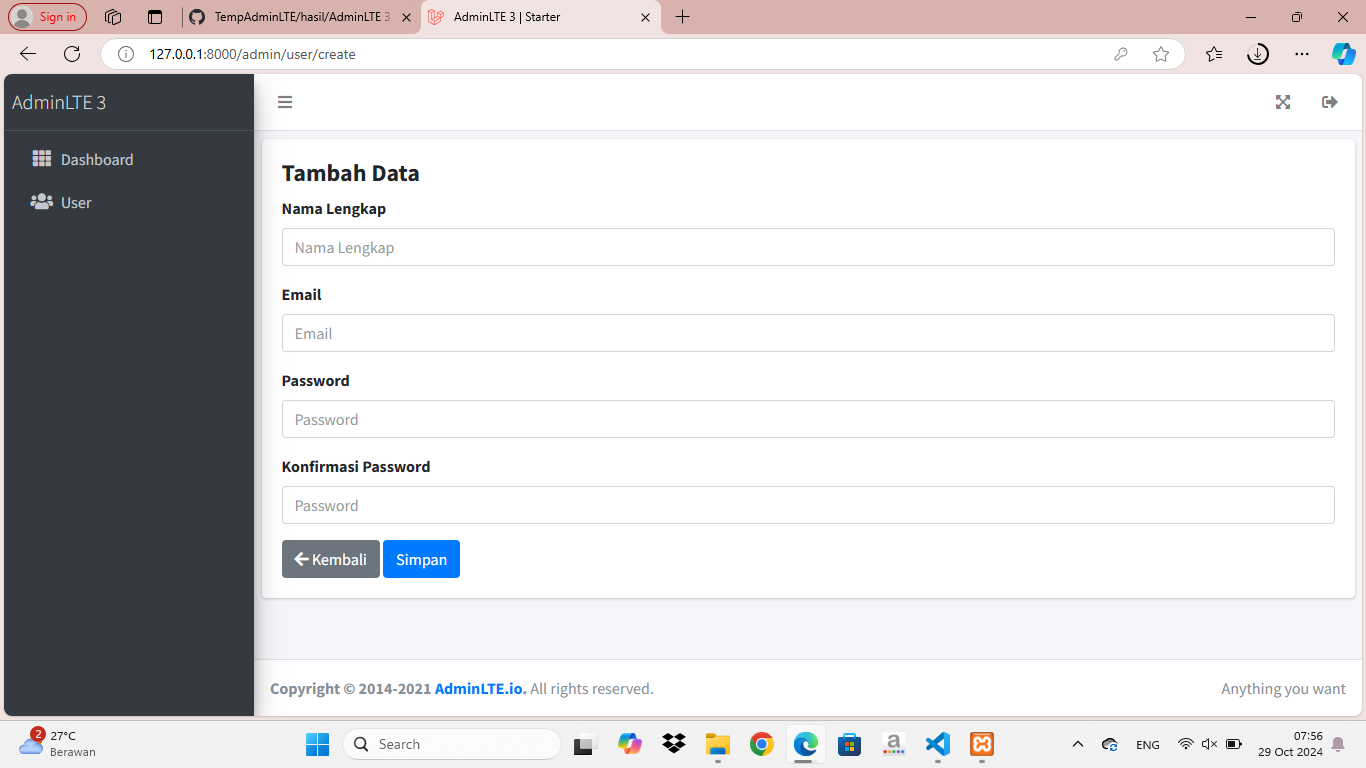 Sign in
TempAdminLTE/hasil/AdminLTE 3
AdminLTE 3 | Starter
127.0.0.1:8000/admin/user/create
AdminLTE 3
Dashboard
User
Tambah Data
Nama Lengkap
Nama Lengkap
Email
Email
Password
Password
Konfirmasi Password
Password
Kembali Simpan
Copyright © 2014-2021 AdminLTE.io. All rights reserved.
Anything you want
2
27°C
Berawan
Search
a
ENG
07:56
29 Oct 2024